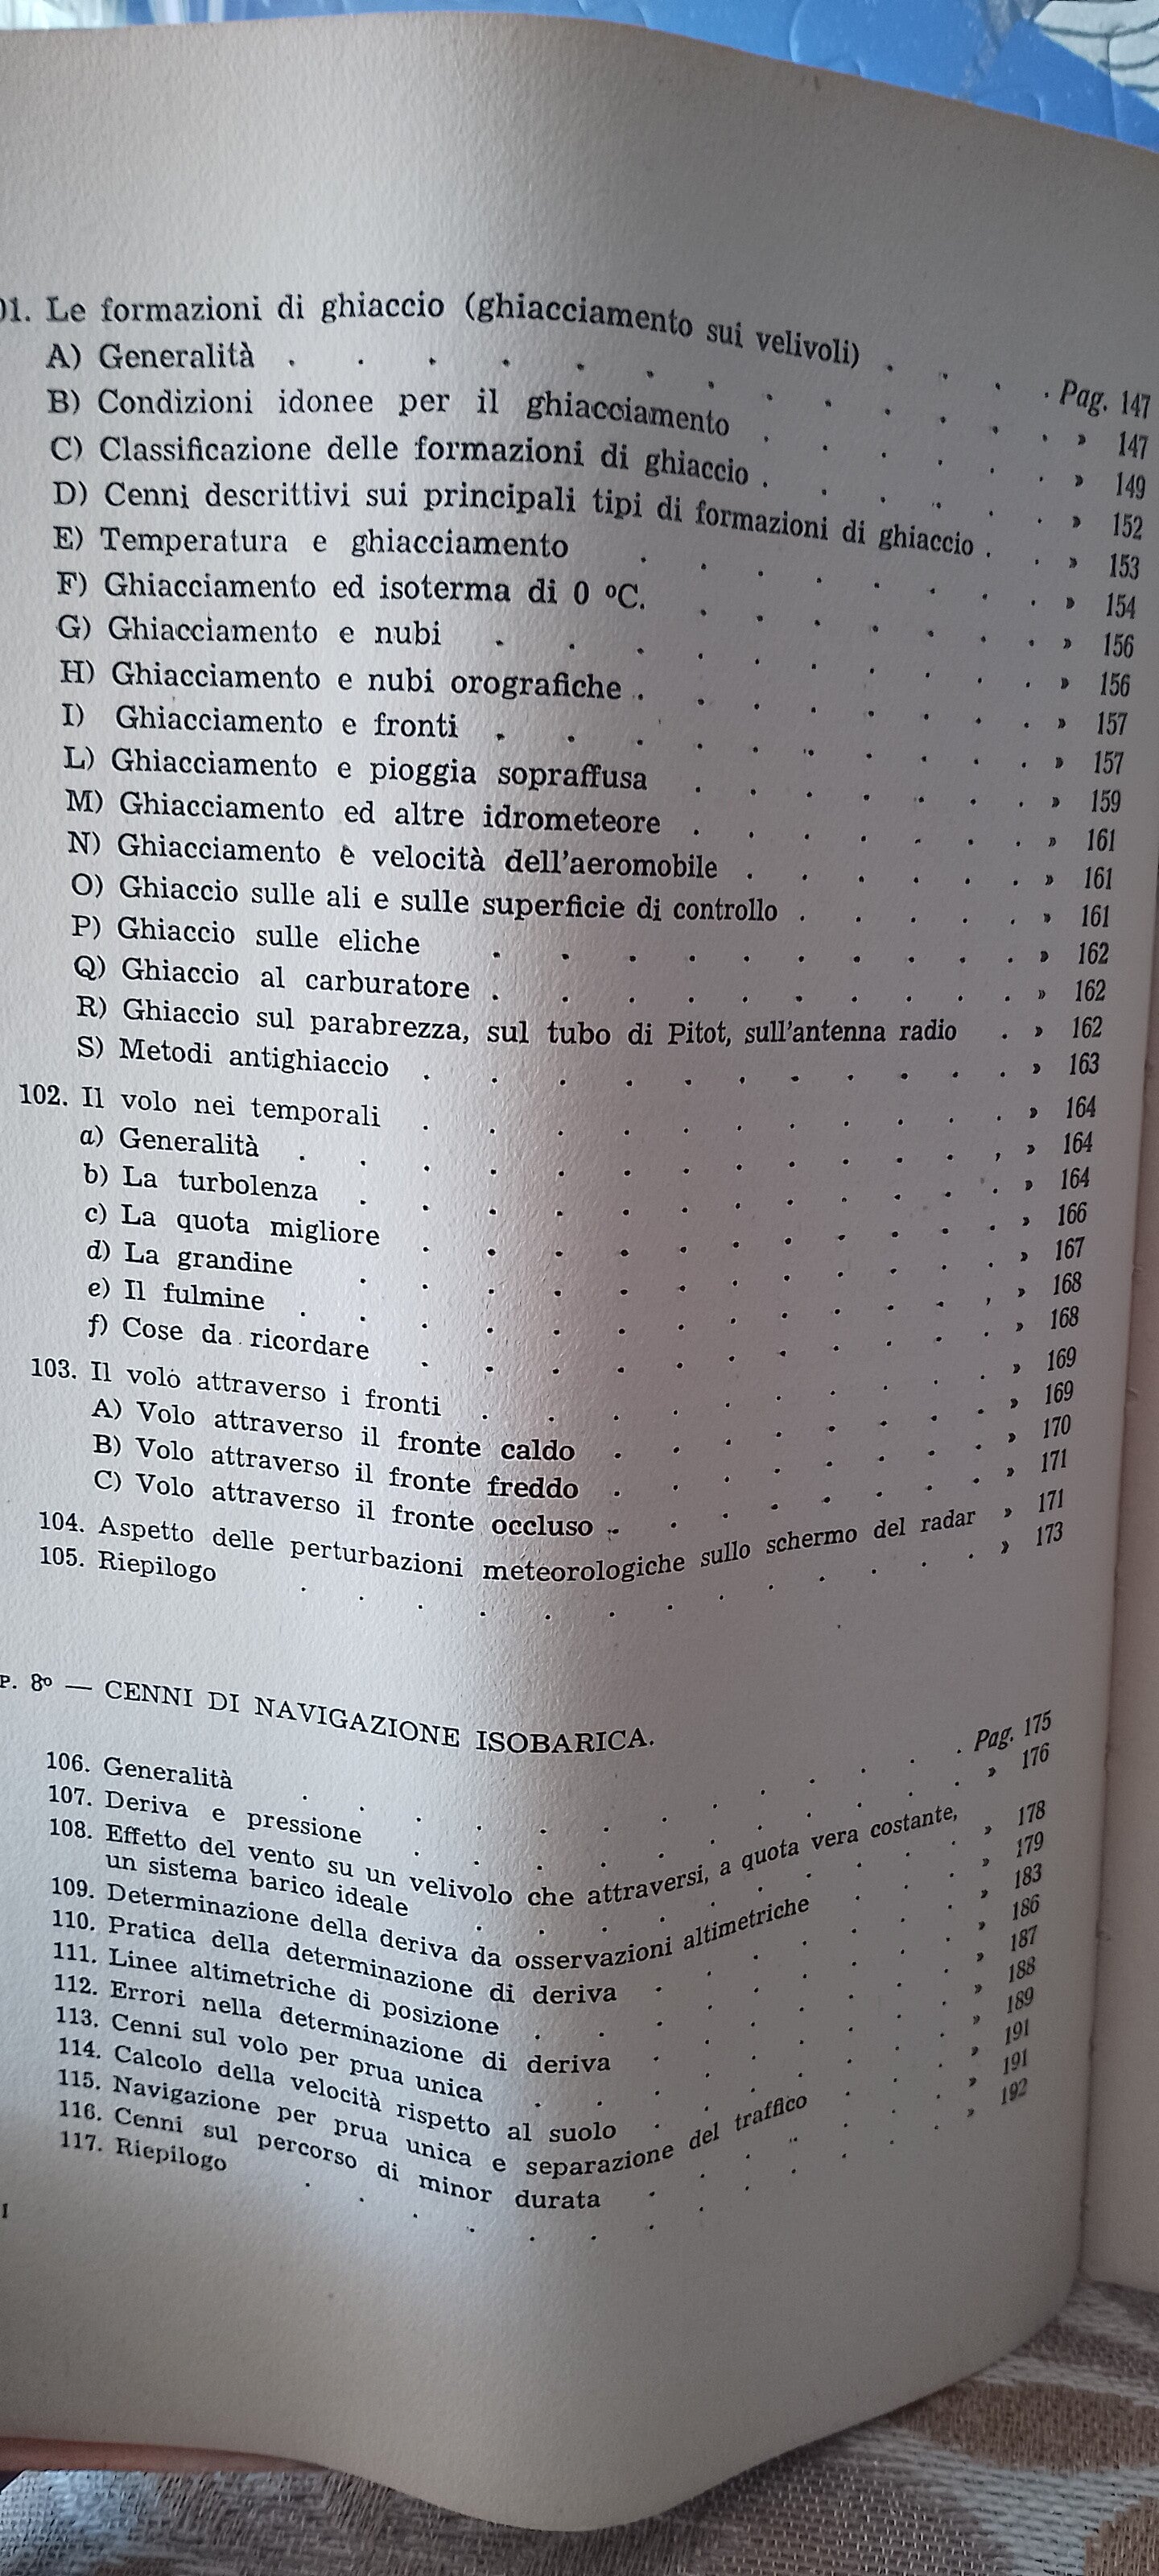 01. Le formazioni di ghiaccio (ghiacciamento sui velivoli) . . . . Pag. 147
A) Generalità . . . . . . . . . . . . » 147
B) Condizioni idonee per il ghiacciamento . . . . . » 149
C) Classificazione delle formazioni di ghiaccio . . . . . » 152
D) Cenni descrittivi sui principali tipi di formazioni di ghiaccio . . » 153
E) Temperatura e ghiacciamento . . . . . . . . » 154
F) Ghiacciamento ed isoterma di 0 °C. . . . . . . . » 156
G) Ghiacciamento e nubi . . . . . . . . . . » 156
H) Ghiacciamento e nubi orografiche . . . . . . . . » 157
I) Ghiacciamento e fronti . . . . . . . . . . » 157
L) Ghiacciamento e pioggia sopraffusa . . . . . . . » 159
M) Ghiacciamento ed altre idrometeore . . . . . . . » 161
N) Ghiacciamento e velocità dell'aeromobile . . . . . . » 161
O) Ghiaccio sulle ali e sulle superficie di controllo . . . . . » 161
P) Ghiaccio sulle eliche . . . . . . . . . . » 162
Q) Ghiaccio al carburatore . . . . . . . . . . » 162
R) Ghiaccio sul parabrezza, sul tubo di Pitot, sull'antenna radio . » 162
S) Metodi antighiaccio . . . . . . . . . . . » 163
102. Il volo nei temporali . . . . . . . . . . . » 164
a) Generalità . . . . . . . . . . . . , » 164
b) La turbolenza . . . . . . . . . . . . » 164
c) La quota migliore . . . . . . . . . . . » 166
d) La grandine . . . . . . . . . . . » 167
e) Il fulmine . . . . . . . . . . . . , » 168
f) Cose da ricordare . . . . . . . . . . . » 168
103. Il volo attraverso i fronti . . . . . . . . . » 169
A) Volo attraverso il fronte caldo . . . . . . . » 169
B) Volo attraverso il fronte freddo . . . . . . . » 170
C) Volo attraverso il fronte occluso . . . . . . . » 171
104. Aspetto delle perturbazioni meteorologiche sullo schermo del radar » 171
105. Riepilogo . . . . . . . . . . . . . » 173
P. 8º — CENNI DI NAVIGAZIONE ISOBARICA.
106. Generalità . . . . . . . . . . . . Pag. 175
107. Deriva e pressione . . . . . . . . . . » 176
108. Effetto del vento su un velivolo che attraversi, a quota vera costante,
un sistema barico ideale . . . . . . . . . » 178
109. Determinazione della deriva da osservazioni altimetriche . . . » 179
110. Pratica della determinazione di deriva . . . . . . » 183
111. Linee altimetriche di posizione . . . . . . . . » 186
112. Errori nella determinazione di deriva . . . . . . » 187
113. Cenni sul volo per prua unica . . . . . . . . » 188
114. Calcolo della velocità rispetto al suolo . . . . . . » 189
115. Navigazione per prua unica e separazione del traffico . . . » 191
116. Cenni sul percorso di minor durata . . . . . . » 191
117. Riepilogo . . . . . . . . . . . . » 192